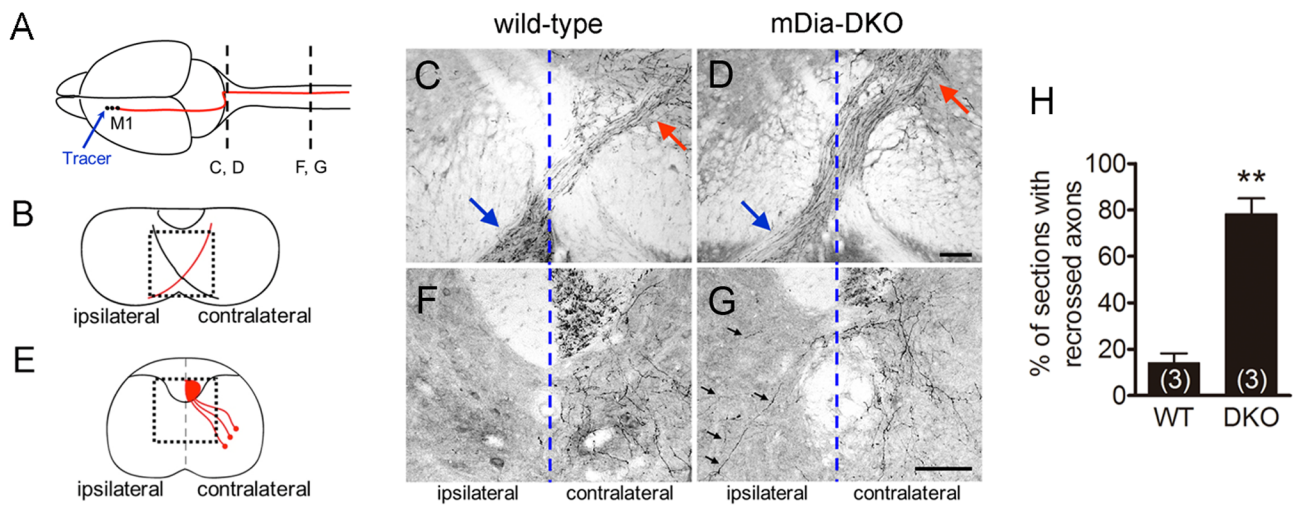 A
M1
Tracer
C, D
F, G
B
ipsilateral
contralateral
E
ipsilateral
contralateral
wild-type
mDia-DKO
C
D
F
G
ipsilateral
contralateral
ipsilateral
contralateral
H
% of sections with
recrossed axons
100
80
60
40
20
0
**
(3)
(3)
WT
DKO